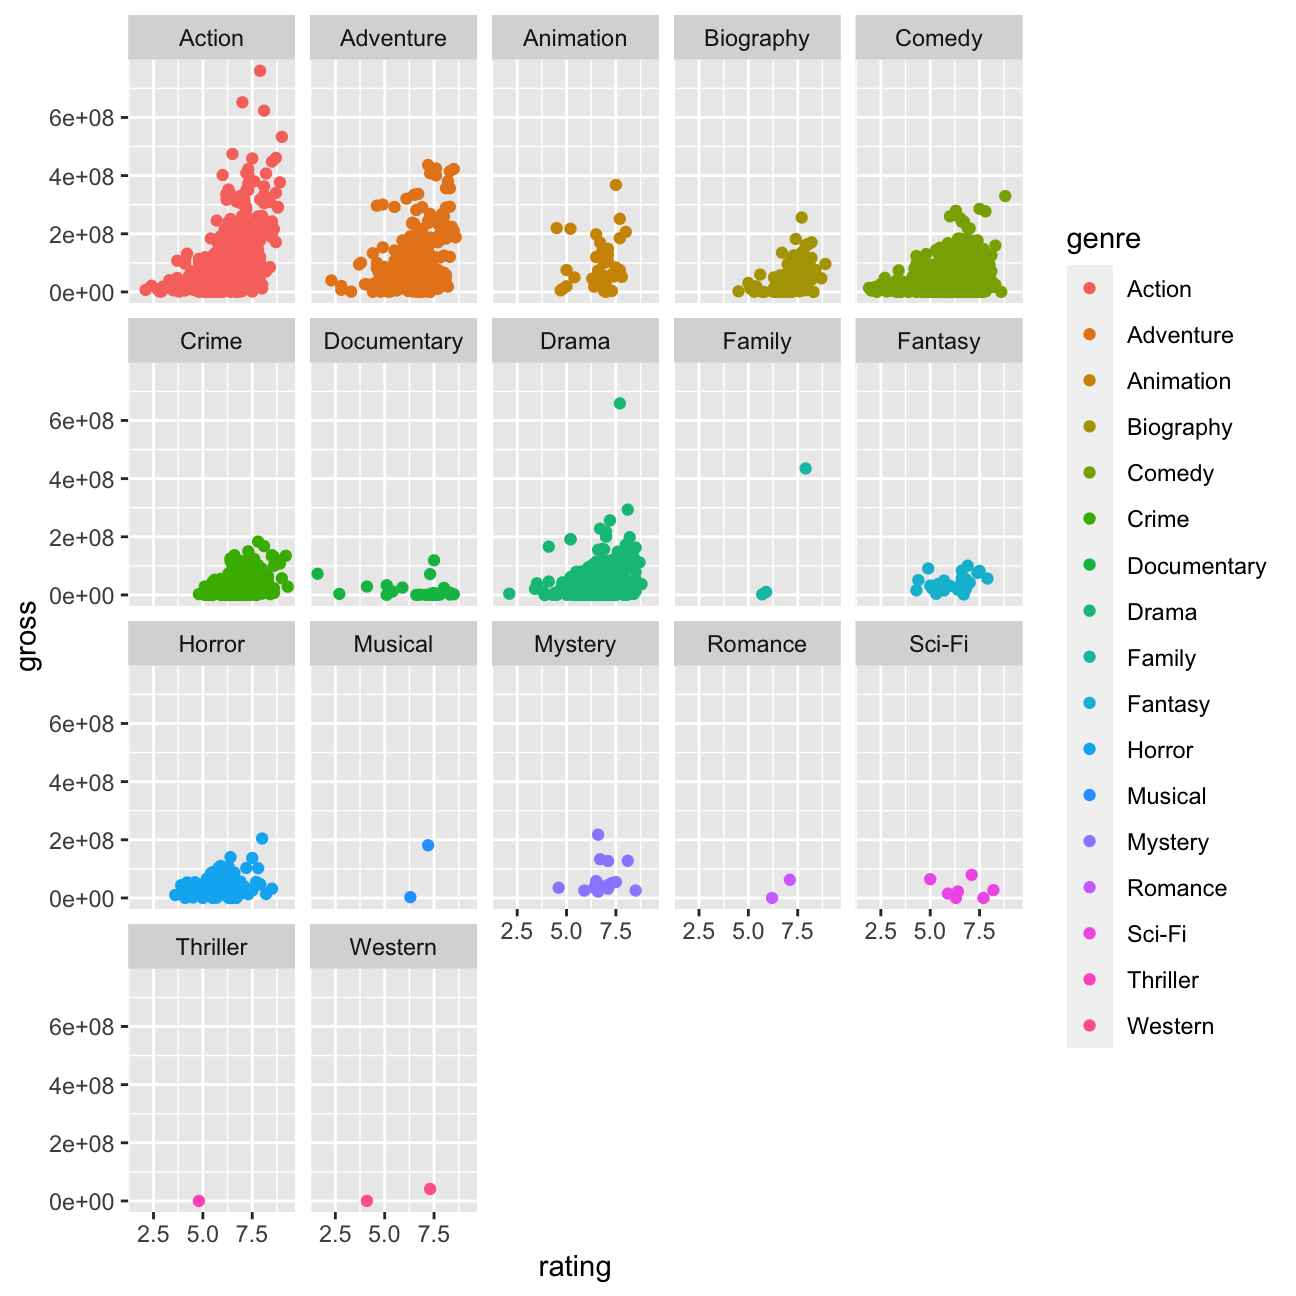 Action Adventure Animation Biography Comedy
6e+08
4e+08
2e+08
0e+00
Crime Documentary Drama Family Fantasy
6e+08
4e+08
2e+08
0e+00
Horror Musical Mystery Romance Sci-Fi
6e+08
4e+08
2e+08
0e+00
2.5 5.0 7.5 2.5 5.0 7.5 2.5 5.0 7.5
Thriller Western
6e+08
4e+08
2e+08
0e+00
2.5 5.0 7.5 2.5 5.0 7.5
rating
gross
genre
Action
Adventure
Animation
Biography
Comedy
Crime
Documentary
Drama
Family
Fantasy
Horror
Musical
Mystery
Romance
Sci-Fi
Thriller
Western